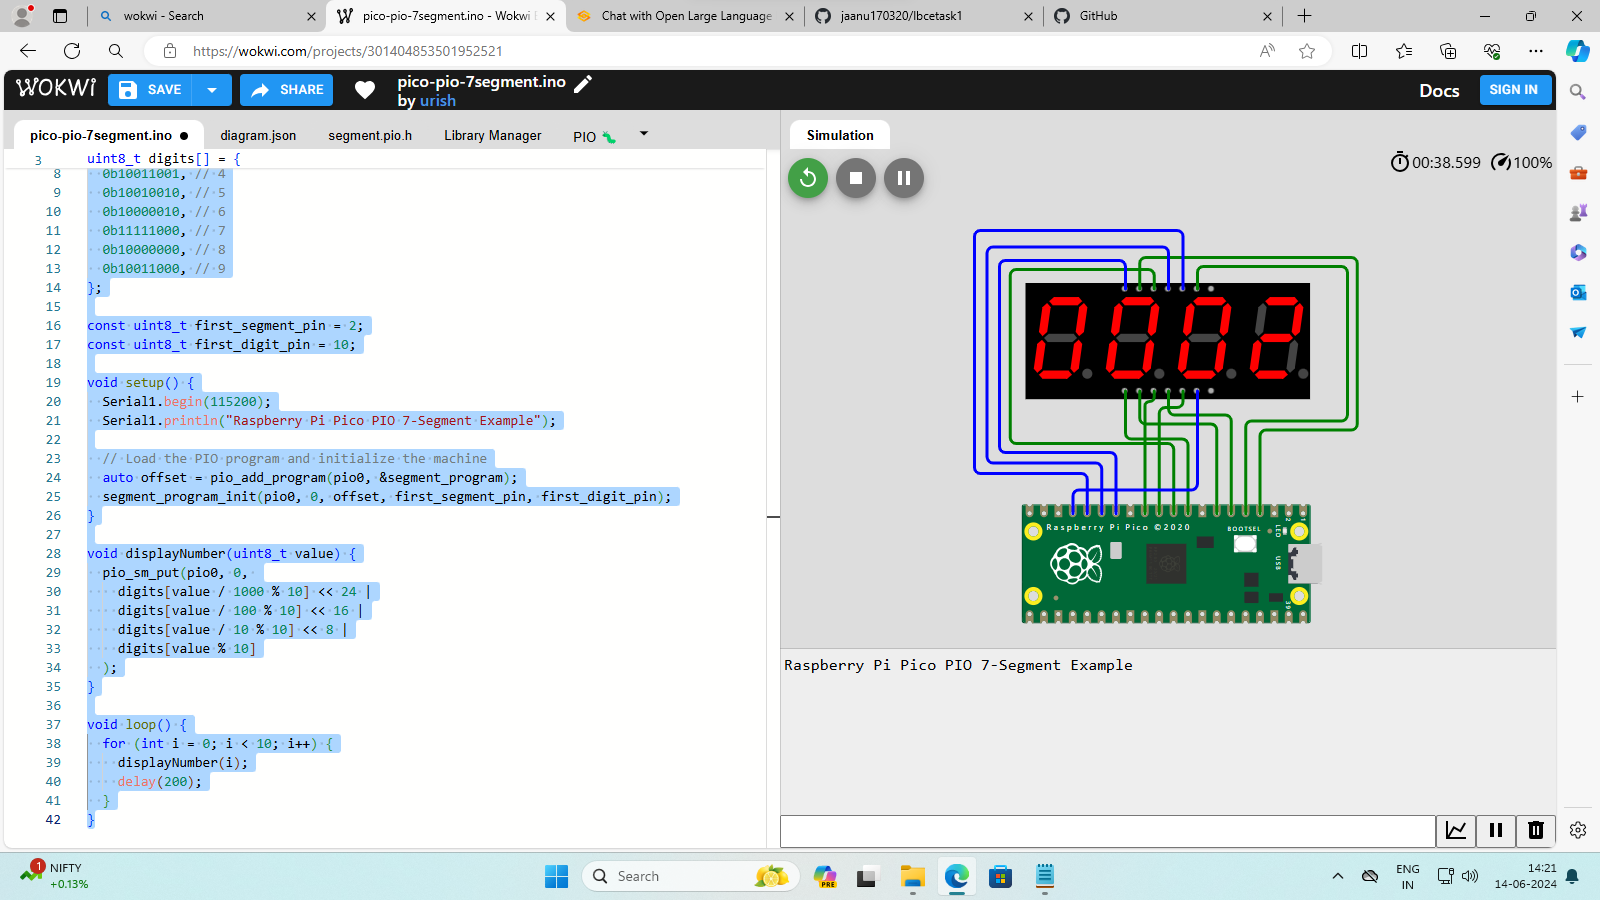 wokwi - Search
pico-pio-7segment.ino - Wokwi E
Chat with Open Large Language
jaanu170320/lbcetask1
GitHub
https://wokwi.com/projects/301404853501952521
WOKWI
SAVE
SHARE
pico-pio-7segment.ino
by urish
Docs
SIGN IN
pico-pio-7segment.ino
diagram.json
segment.pio.h
Library Manager
PIO
3 uint8_t digits[] = {
8 0b10011001, // 4
9 0b10010010, // 5
10 0b10000010, // 6
11 0b11111000, // 7
12 0b10000000, // 8
13 0b10011000, // 9
14 };
15
16 const uint8_t first_segment_pin = 2;
17 const uint8_t first_digit_pin = 10;
18
19 void setup() {
20 Serial1.begin(115200);
21 Serial1.println("Raspberry Pi Pico PIO 7-Segment Example");
22
23 // Load the PIO program and initialize the machine
24 auto offset = pio_add_program(pio0, &segment_program);
25 segment_program_init(pio0, 0, offset, first_segment_pin, first_digit_pin);
26 }
27
28 void displayNumber(uint8_t value) {
29 pio_sm_put(pio0, 0,
30 digits[value / 1000 % 10] << 24 |
31 digits[value / 100 % 10] << 16 |
32 digits[value / 10 % 10] << 8 |
33 digits[value % 10]
34 );
35 }
36
37 void loop() {
38 for (int i = 0; i < 10; i++) {
39 displayNumber(i);
40 delay(200);
41 }
42 }
Simulation
00:38.599
100%
0002
Raspberry Pi Pico ©2020
BOOTSEL
LED
USB
2
1
39
Raspberry Pi Pico PIO 7-Segment Example
1
NIFTY
+0.13%
Search
PRE
ENG
IN
14:21
14-06-2024